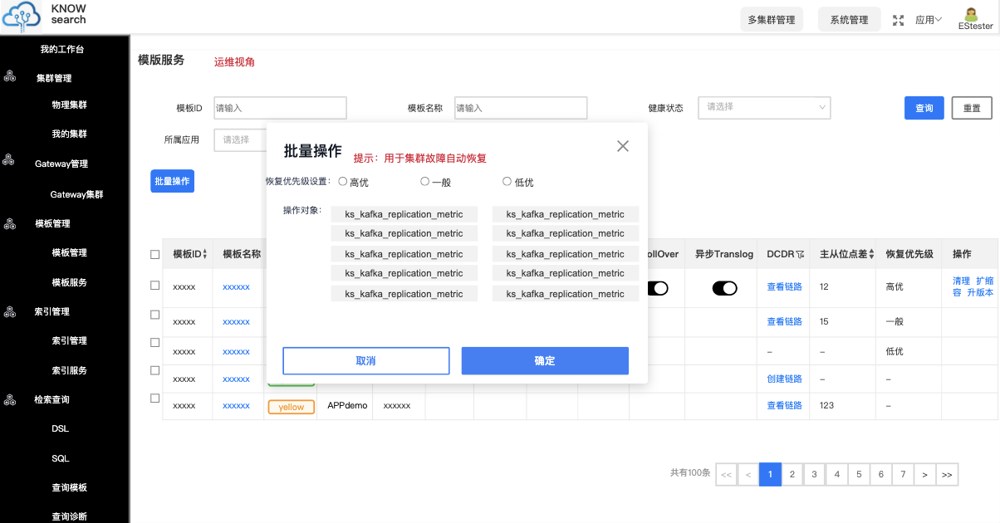 KNOW
search
多集群管理
系统管理
应用
EStester
我的工作台
集群管理
物理集群
我的集群
Gateway管理
Gateway集群
模板管理
模板管理
模板服务
索引管理
索引管理
索引服务
检索查询
DSL
SQL
查询模板
查询诊断
模版服务 运维视角
模板ID 请输入 模板名称 请输入 健康状态 请选择 查询 重置
所属应用 请选择
批量操作
批量操作 提示：用于集群故障自动恢复
恢复优先级设置： 高优 一般 低优
操作对象： ks_kafka_replication_metric ks_kafka_replication_metric
ks_kafka_replication_metric ks_kafka_replication_metric
ks_kafka_replication_metric ks_kafka_replication_metric
ks_kafka_replication_metric ks_kafka_replication_metric
ks_kafka_replication_metric ks_kafka_replication_metric
取消 确定
模板ID 模板名称 ollOver 异步Translog DCDR 主从位点差 恢复优先级 操作
xxxxx xxxxxx 查看链路 12 高优 清理 扩缩
容 升版本
xxxxx xxxxxx 查看链路 15 一般
xxxxx xxxxxx – – 低优
xxxxx xxxxxx 创建链路 – –
xxxxx xxxxxx yellow APPdemo xxxxxx 查看链路 123 –
共有100条 << < 1 2 3 4 5 6 7 > >>